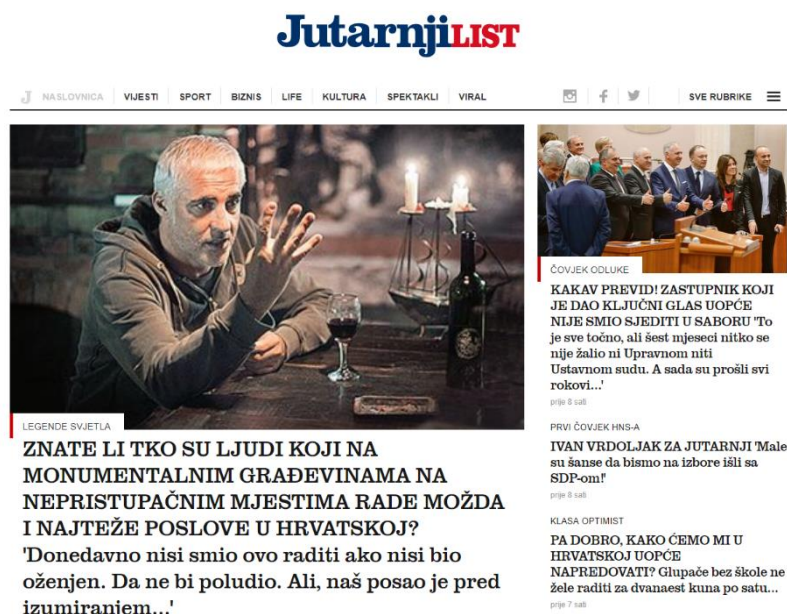 JutarnjiLIST
J NASLOVNICA VIJESTI SPORT BIZNIS LIFE KULTURA SPEKTAKLI VIRAL SVE RUBRIKE
LEGENDE SVJETLA
ZNATE LI TKO SU LJUDI KOJI NA
MONUMENTALNIM GRAĐEVINAMA NA
NEPRISTUPAČNIM MJESTIMA RADE MOŽDA
I NAJTEŽE POSLOVE U HRVATSKOJ?
'Donedavno nisi smio ovo raditi ako nisi bio
oženjen. Da ne bi poludio. Ali, naš posao je pred
izumiranjem...'
ČOVJEK ODLUKE
KAKAV PREVID! ZASTUPNIK KOJI
JE DAO KLJUČNI GLAS UOPĆE
NIJE SMIO SJEDITI U SABORU 'To
je sve točno, ali šest mjeseci nitko se
nije žalio ni Upravnom niti
Ustavnom sudu. A sada su prošli svi
rokovi...'
prije 8 sati
PRVI ČOVJEK HNS-A
IVAN VRDOLJAK ZA JUTARNJI 'Male
su šanse da bismo na izbore išli sa
SDP-om!'
prije 8 sati
KLASA OPTIMIST
PA DOBRO, KAKO ĆEMO MI U
HRVATSKOJ UOPĆE
NAPREDOVATI? Glupače bez škole ne
žele raditi za dvanaest kuna po satu...
prije 7 sati